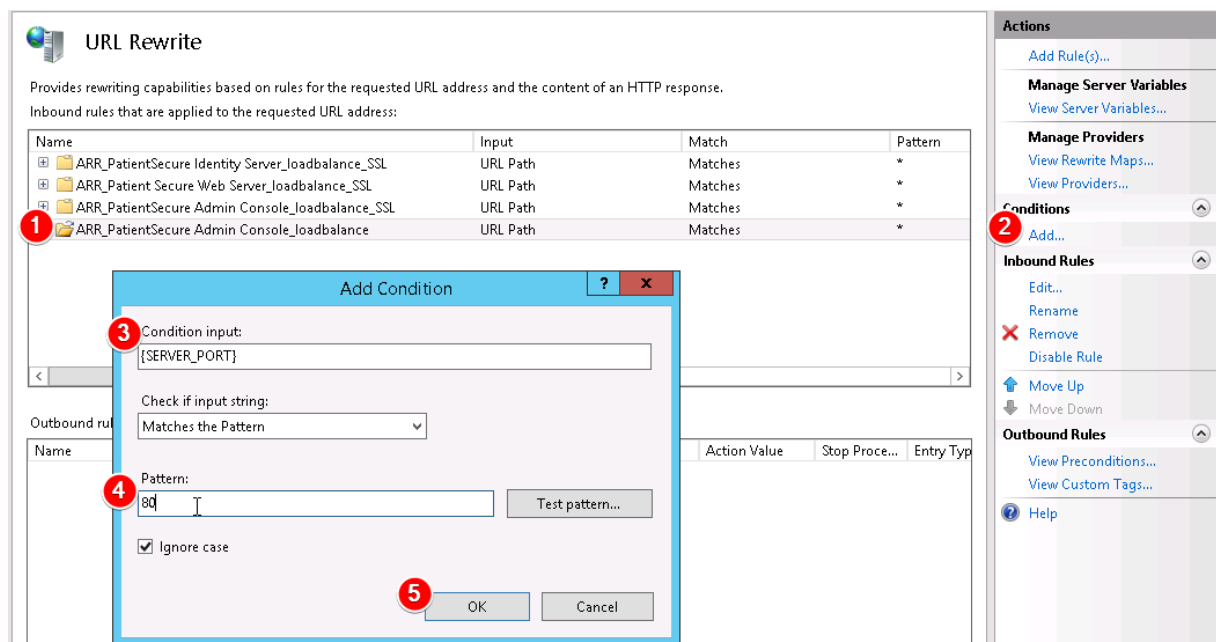 URL Rewrite
Provides rewriting capabilities based on rules for the requested URL address and the content of an HTTP response.
Inbound rules that are applied to the requested URL address:
Name Input Match Pattern
ARR_PatientSecure Identity Server_loadbalance_SSL URL Path Matches *
ARR_Patient Secure Web Server_loadbalance_SSL URL Path Matches *
ARR_PatientSecure Admin Console_loadbalance_SSL URL Path Matches *
1 ARR_PatientSecure Admin Console_loadbalance URL Path Matches *
Add Condition ? x
3 Condition input:
{SERVER_PORT}
Check if input string:
Matches the Pattern
Pattern:
4 80 Test pattern...
Ignore case
5 OK Cancel
Outbound rul
Name Action Value Stop Proce... Entry Typ
Actions
Add Rule(s)...
Manage Server Variables
View Server Variables...
Manage Providers
View Rewrite Maps...
View Providers...
Conditions
2 Add...
Inbound Rules
Edit...
Rename
Remove
Disable Rule
Move Up
Move Down
Outbound Rules
View Preconditions...
View Custom Tags...
Help